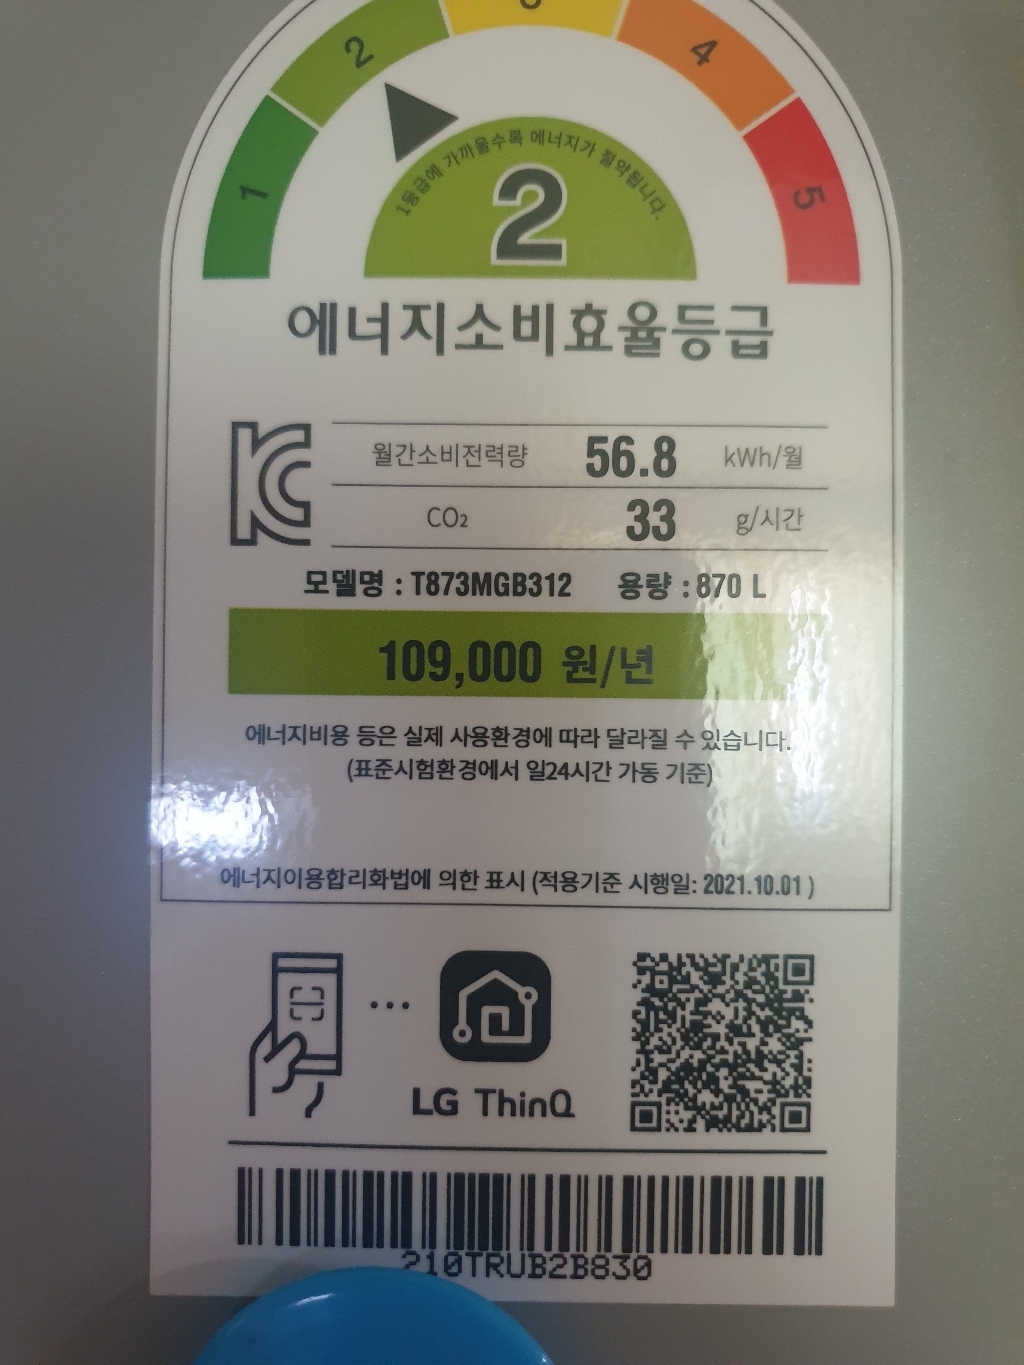 3
2
4
1
5
1등급에 가까울수록 에너지가 절약됩니다.
2
에너지소비효율등급
월간소비전력량 56.8 kWh/월
CO₂ 33 g/시간
모델명 : T873MGB312 용량 : 870 L
109,000 원/년
에너지비용 등은 실제 사용환경에 따라 달라질 수 있습니다.
(표준시험환경에서 일24시간 가동 기준)
에너지이용합리화법에 의한 표시 (적용기준 시행일: 2021.10.01 )
LG ThinQ
210TRUB2B830